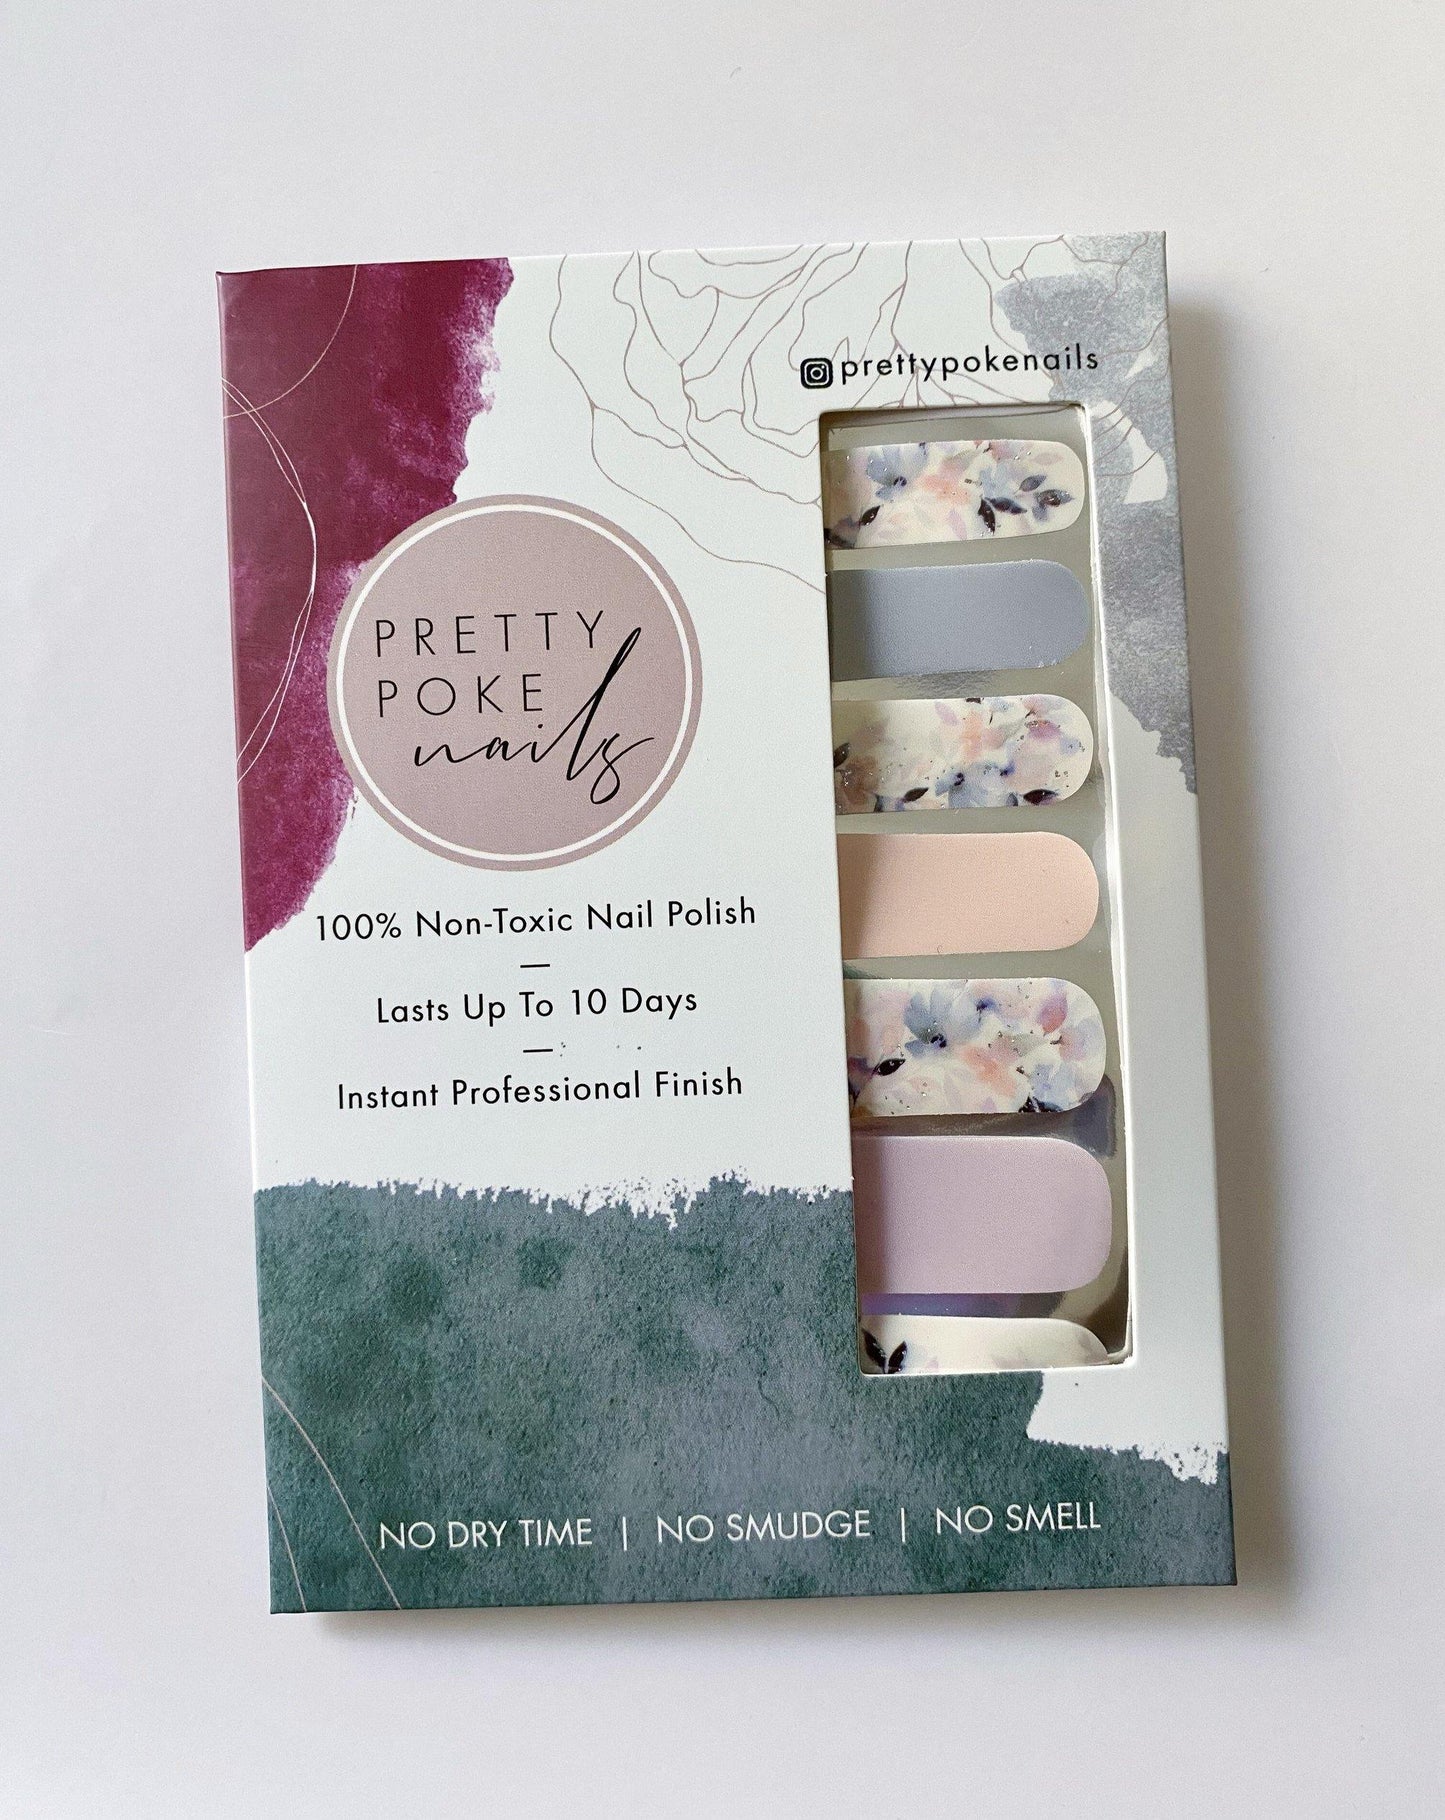 prettypokenails
PRETTY
POKE
nails
100% Non-Toxic Nail Polish
Lasts Up To 10 Days
Instant Professional Finish
NO DRY TIME | NO SMUDGE | NO SMELL